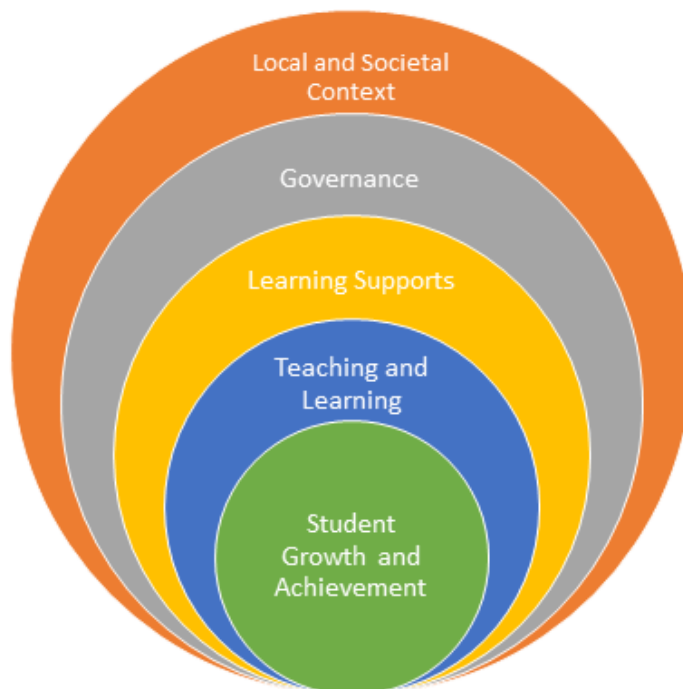 Local and Societal
Context
Governance
Learning Supports
Teaching and
Learning
Student
Growth and
Achievement